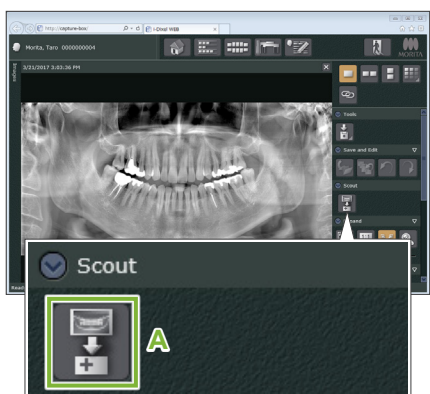 http://capture-box/
i-Dixel WEB
Morita, Taro 0000000004
MORITA
Images
3/21/2017 3:03:36 PM
Tools
Save and Edit
Scout
Scout
A